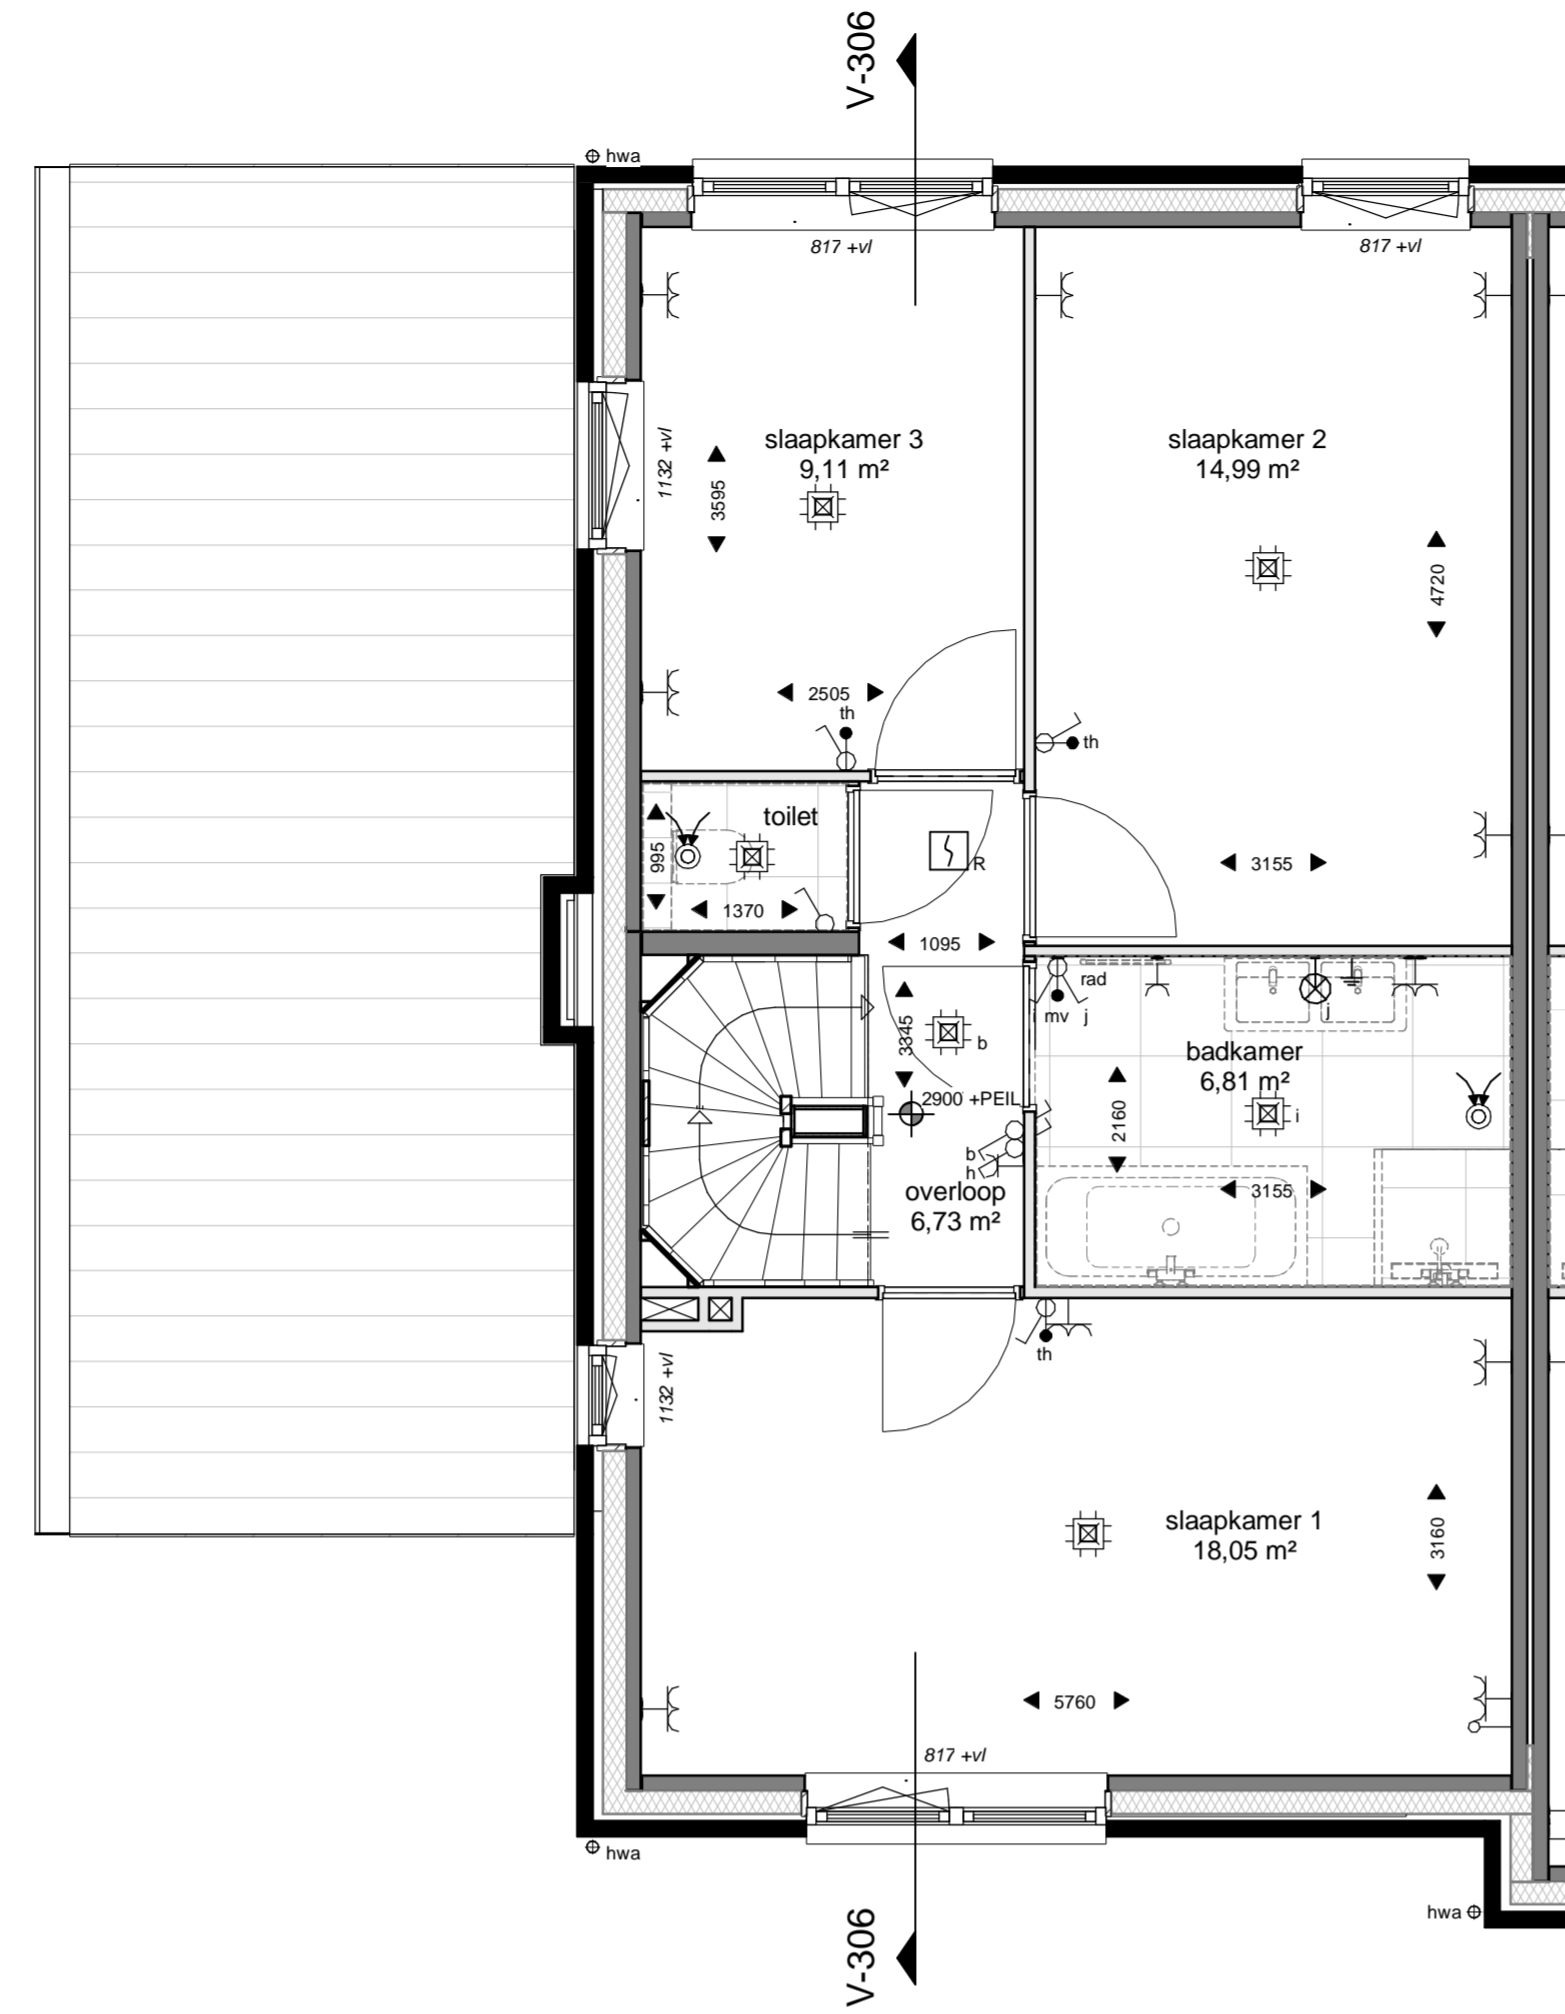 V-306
hwa
817 +vl
817 +vl
1132 +vl
3595
slaapkamer 3
9,11 m²
slaapkamer 2
14,99 m²
4720
2505
th
th
toilet
995
1370
R
3155
1095
rad
i
mv
j
j
3345
b
badkamer
6,81 m²
i
2900 +PEIL
2160
b
h
overloop
6,73 m²
3155
th
1132 +vl
slaapkamer 1
18,05 m²
3160
5760
817 +vl
hwa
hwa
V-306